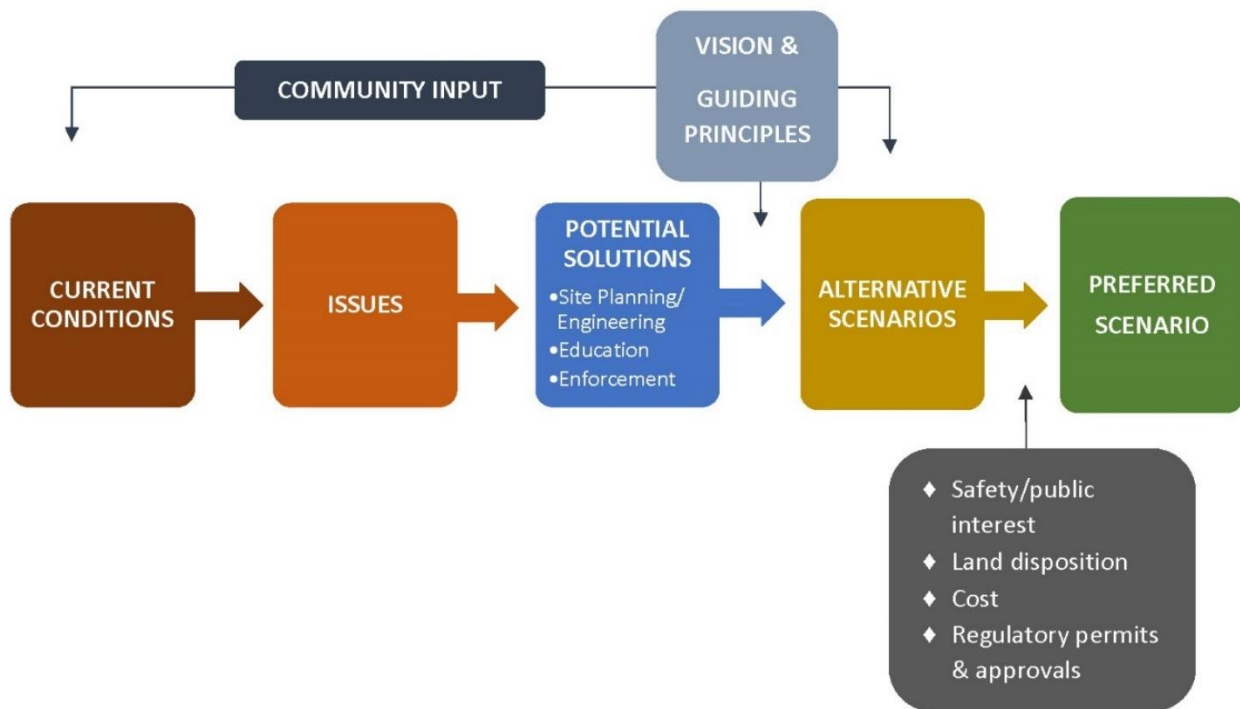 COMMUNITY INPUT
VISION &
GUIDING
PRINCIPLES
CURRENT
CONDITIONS
ISSUES
POTENTIAL
SOLUTIONS
•Site Planning/
Engineering
•Education
•Enforcement
ALTERNATIVE
SCENARIOS
PREFERRED
SCENARIO
♦ Safety/public
interest
♦ Land disposition
♦ Cost
♦ Regulatory permits
& approvals